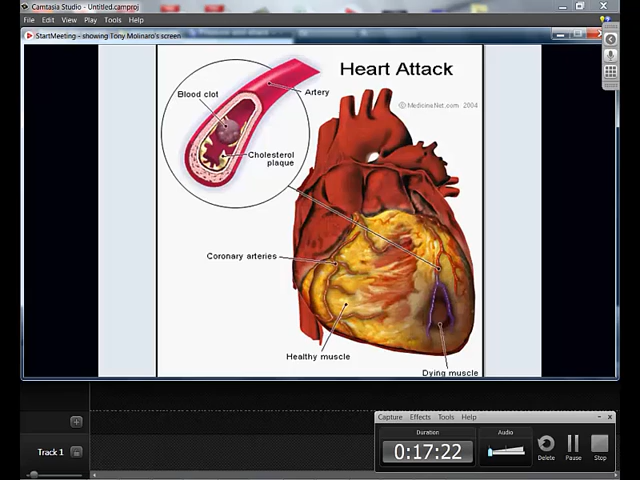 Camtasia Studio - Untitled.camproj
File Edit View Play Tools Help
StartMeeting - showing Tony Molinaro's screen
Heart Attack
Blood clot
Artery
© MedicineNet.com 2004
Cholesterol
plaque
Coronary arteries
Healthy muscle
Dying muscle
Capture Effects Tools Help
Duration
Audio
0:17:22
Delete Pause Stop
Track 1